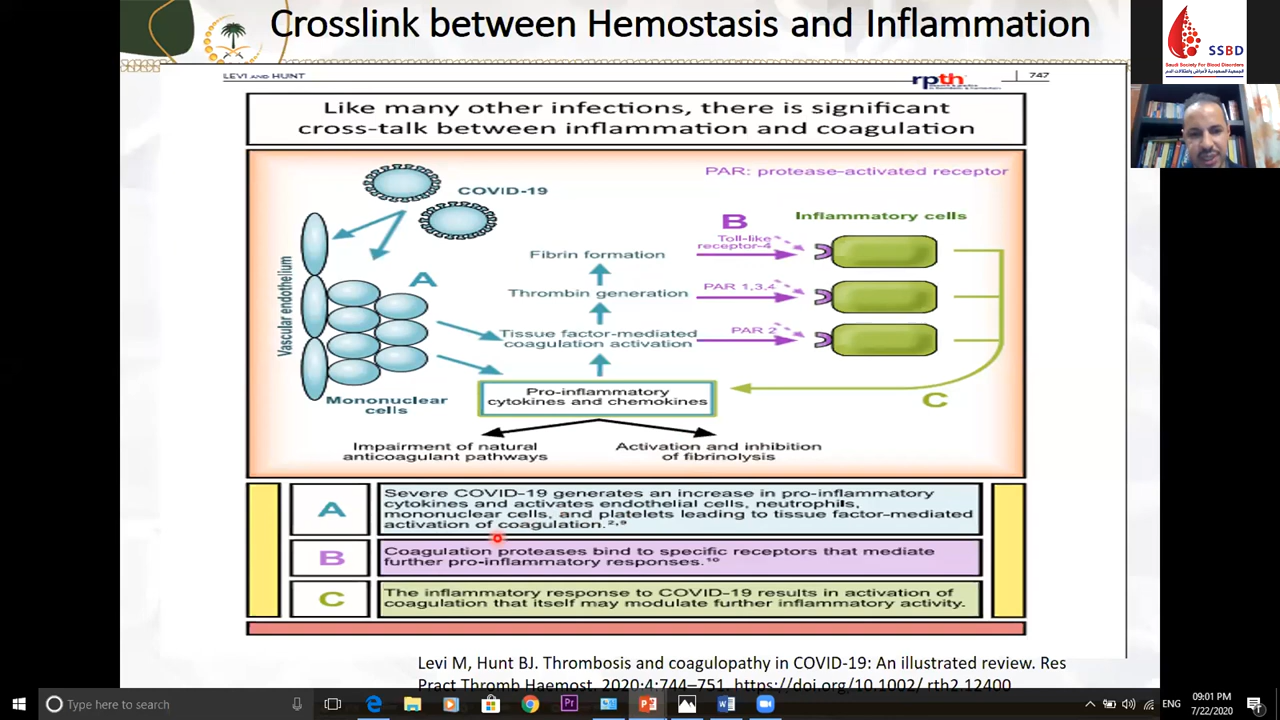 Crosslink between Hemostasis and Inflammation
SSBD
Saudi Society For Blood Disorders
LEVI AND HUNT
rpth
747
Like many other infections, there is significant
cross-talk between inflammation and coagulation
PAR: protease-activated receptor
COVID-19
B
Inflammatory cells
Toll-like
receptor-4
Fibrin formation
A
PAR 1,3,4
Thrombin generation
Vascular endothelium
PAR 2
Tissue factor-mediated
coagulation activation
Mononuclear
cells
Pro-inflammatory
cytokines and chemokines
C
Impairment of natural
anticoagulant pathways
Activation and inhibition
of fibrinolysis
A
Severe COVID-19 generates an increase in pro-inflammatory
cytokines and activates endothelial cells, neutrophils,
mononuclear cells, and platelets leading to tissue factor-mediated
activation of coagulation.²,⁹
B
Coagulation proteases bind to specific receptors that mediate
further pro-inflammatory responses.¹⁰
C
The inflammatory response to COVID-19 results in activation of
coagulation that itself may modulate further inflammatory activity.
Levi M, Hunt BJ. Thrombosis and coagulopathy in COVID-19: An illustrated review. Res
Pract Thromb Haemost. 2020;4:744–751. https://doi.org/10.1002/ rth2.12400
Type here to search
Pr
ENG
09:01 PM
7/22/2020